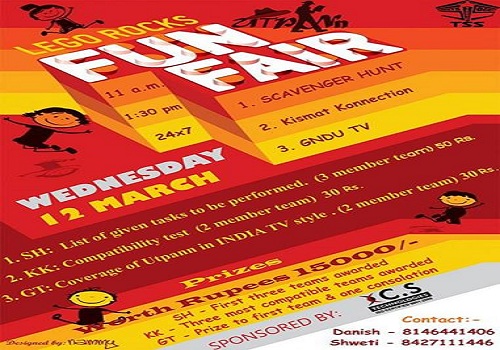 LEGO ROCKS
Utpann
TSS
FUN
FAIR
11 a.m.
1:30 pm
24x7
1. SCAVENGER HUNT
2. Kismat Konnection
3. GNDU TV
WEDNESDAY
12 MARCH
1. SH: List of given tasks to be performed. (3 member team) 50 Rs.
2. KK: Compatibility test (2 member team) 30 Rs.
3. GT: Coverage of Utpann in INDIA TV style . (2 member team) 30 Rs.
Prizes
Worth Rupees 15000/-
SH - First three teams awarded
KK - Three most compatible teams awarded
GT - Prize to first team & one consolation
SPONSORED BY:
I.C.S
TECHNOLOGIES
Contact:-
Danish - 8146441406
Shweti - 8427111446
Designed by: